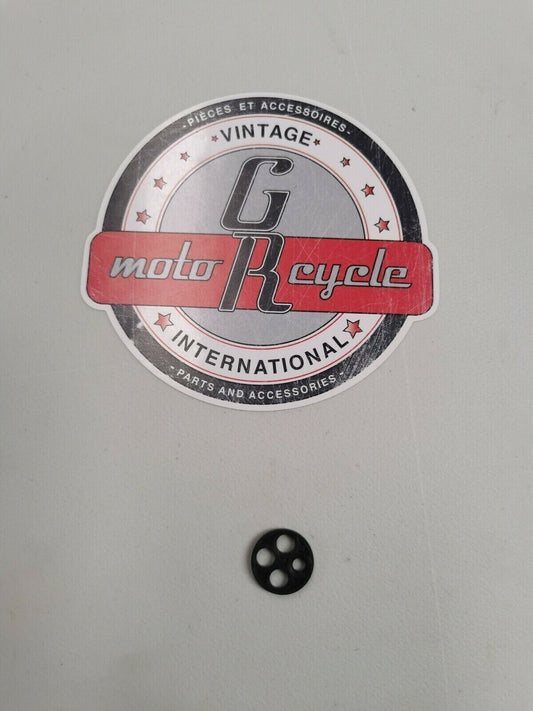 - PIÈCES ET ACCESSOIRES -
VINTAGE
GR
moto cycle
INTERNATIONAL
- PARTS AND ACCESSORIES -